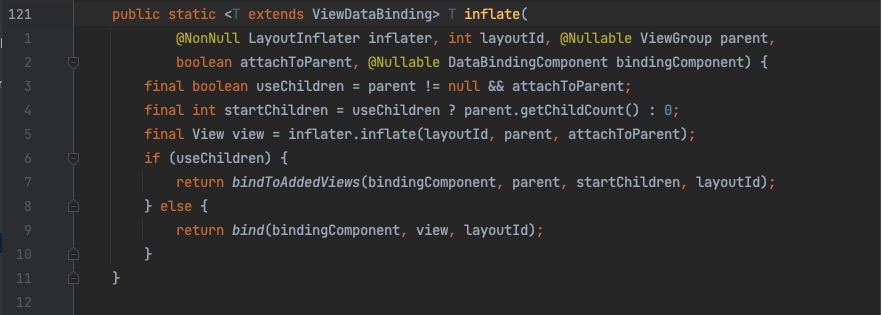 121 public static <T extends ViewDataBinding> T inflate(
1 @NonNull LayoutInflater inflater, int layoutId, @Nullable ViewGroup parent,
2 boolean attachToParent, @Nullable DataBindingComponent bindingComponent) {
3 final boolean useChildren = parent != null && attachToParent;
4 final int startChildren = useChildren ? parent.getChildCount() : 0;
5 final View view = inflater.inflate(layoutId, parent, attachToParent);
6 if (useChildren) {
7 return bindToAddedViews(bindingComponent, parent, startChildren, layoutId);
8 } else {
9 return bind(bindingComponent, view, layoutId);
10 }
11 }
12